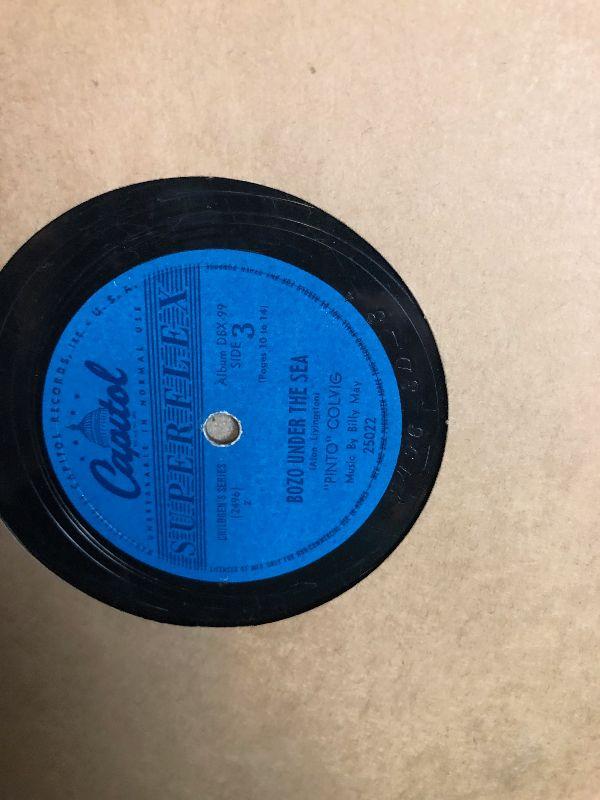 CAPITOL RECORDS, INC. · U. S. A.
Capitol
UNBREAKABLE IN NORMAL USE
SUPERFLEX
CHILDREN'S SERIES
(2496)
Z
Album DBX-99
SIDE 3
(Pages 10 to 14)
BOZO UNDER THE SEA
(Alan Livingston)
"PINTO" COLVIG
Music By Billy May
25022